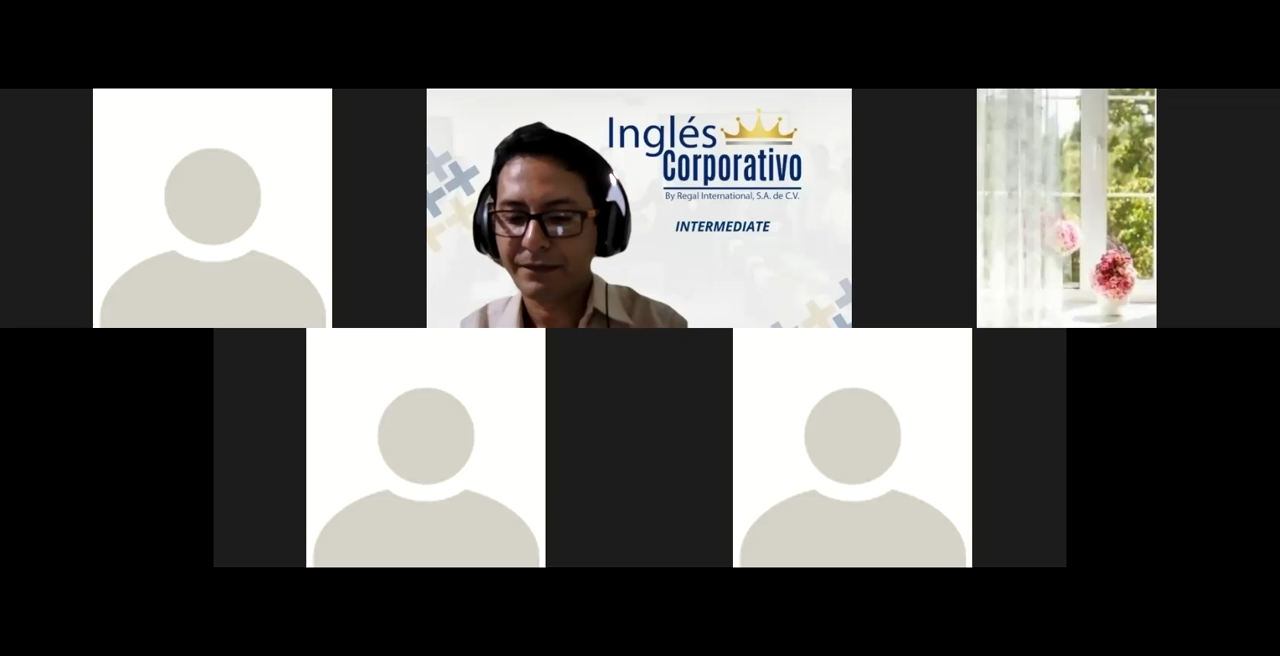 Inglés
Corporativo
By Regal International, S.A. de C.V.
INTERMEDIATE